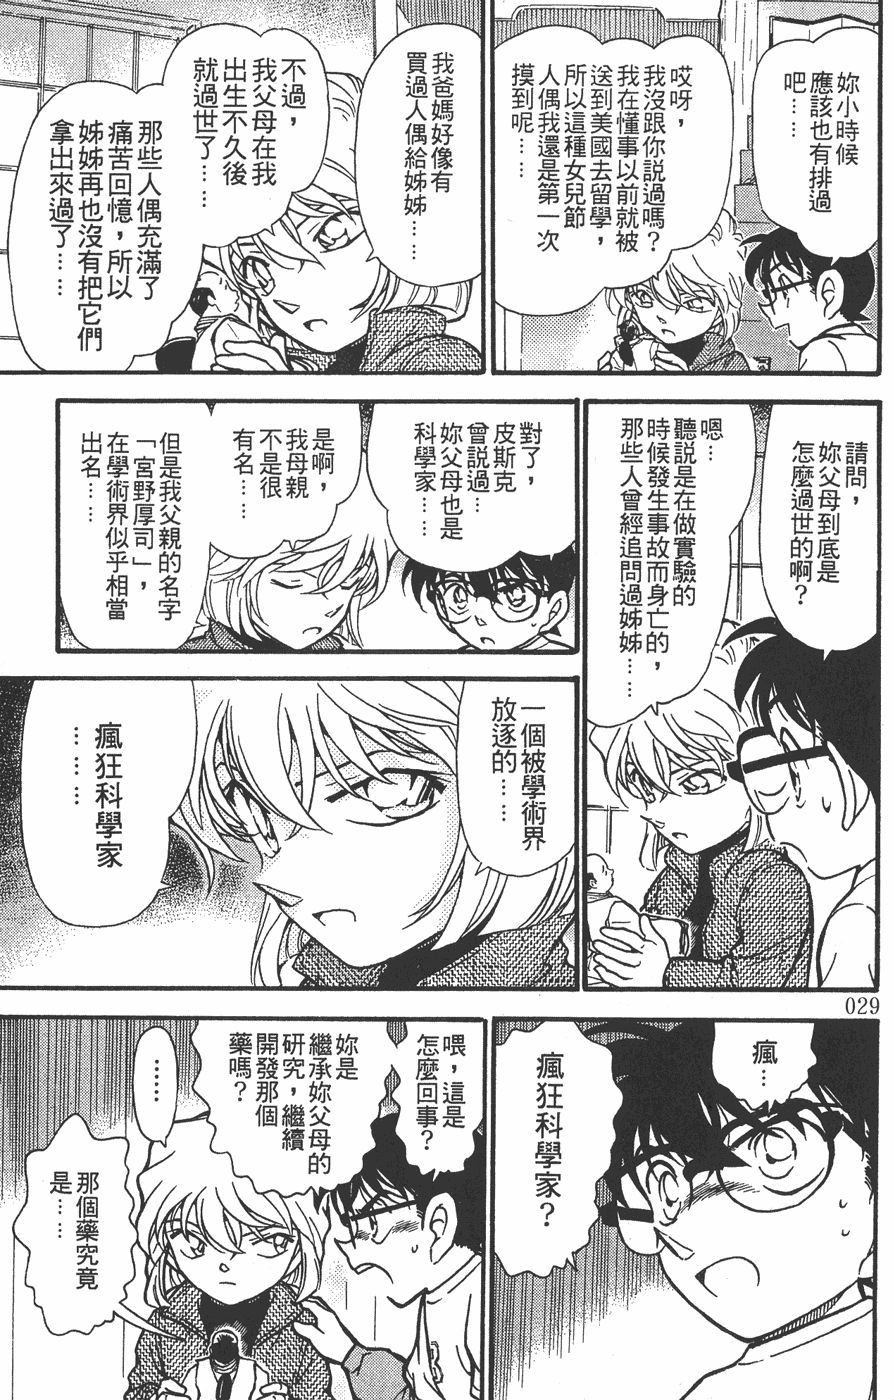 妳小時候
應該也有排過
吧……
哎呀，
我沒跟你說過嗎？
我在懂事以前就被
送到美國去留學，
所以這種女兒節
人偶我還是第一次
摸到呢……
我爸媽好像有
買過人偶給姊姊……
不過，
我父母在我
出生不久後
就過世了……
那些人偶充滿了
痛苦回憶，所以
姊姊再也沒有把它們
拿出來過了……
請問，
妳父母到底是
怎麼過世的啊？
嗯…
聽說是在做實驗的
時候發生事故而身亡的，
那些人曾經追問過姊姊……
對了，
皮斯克
曾說過…
妳父母也是
科學家……
是啊，
我母親
不是很
有名……
但是我父親的名字
「宮野厚司」，
在學術界似乎相當
出名……
一個被學術界
放逐的……
瘋狂科學家
………
瘋…
瘋狂科學家？
喂，這是
怎麼回事？
妳是
繼承妳父母的
研究，繼續
開發那個
藥嗎？
……
那個藥究竟
是……
029